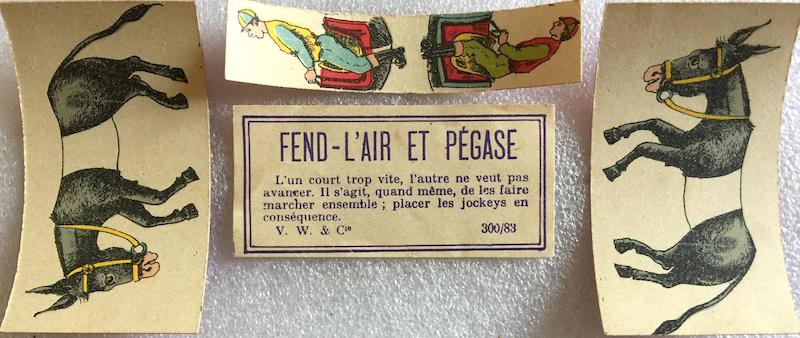 FEND-L'AIR ET PÉGASE
L'un court trop vite, l'autre ne veut pas
avancer. Il s'agit, quand même, de les faire
marcher ensemble ; placer les jockeys en
conséquence.
V. W. & Cie 300/83